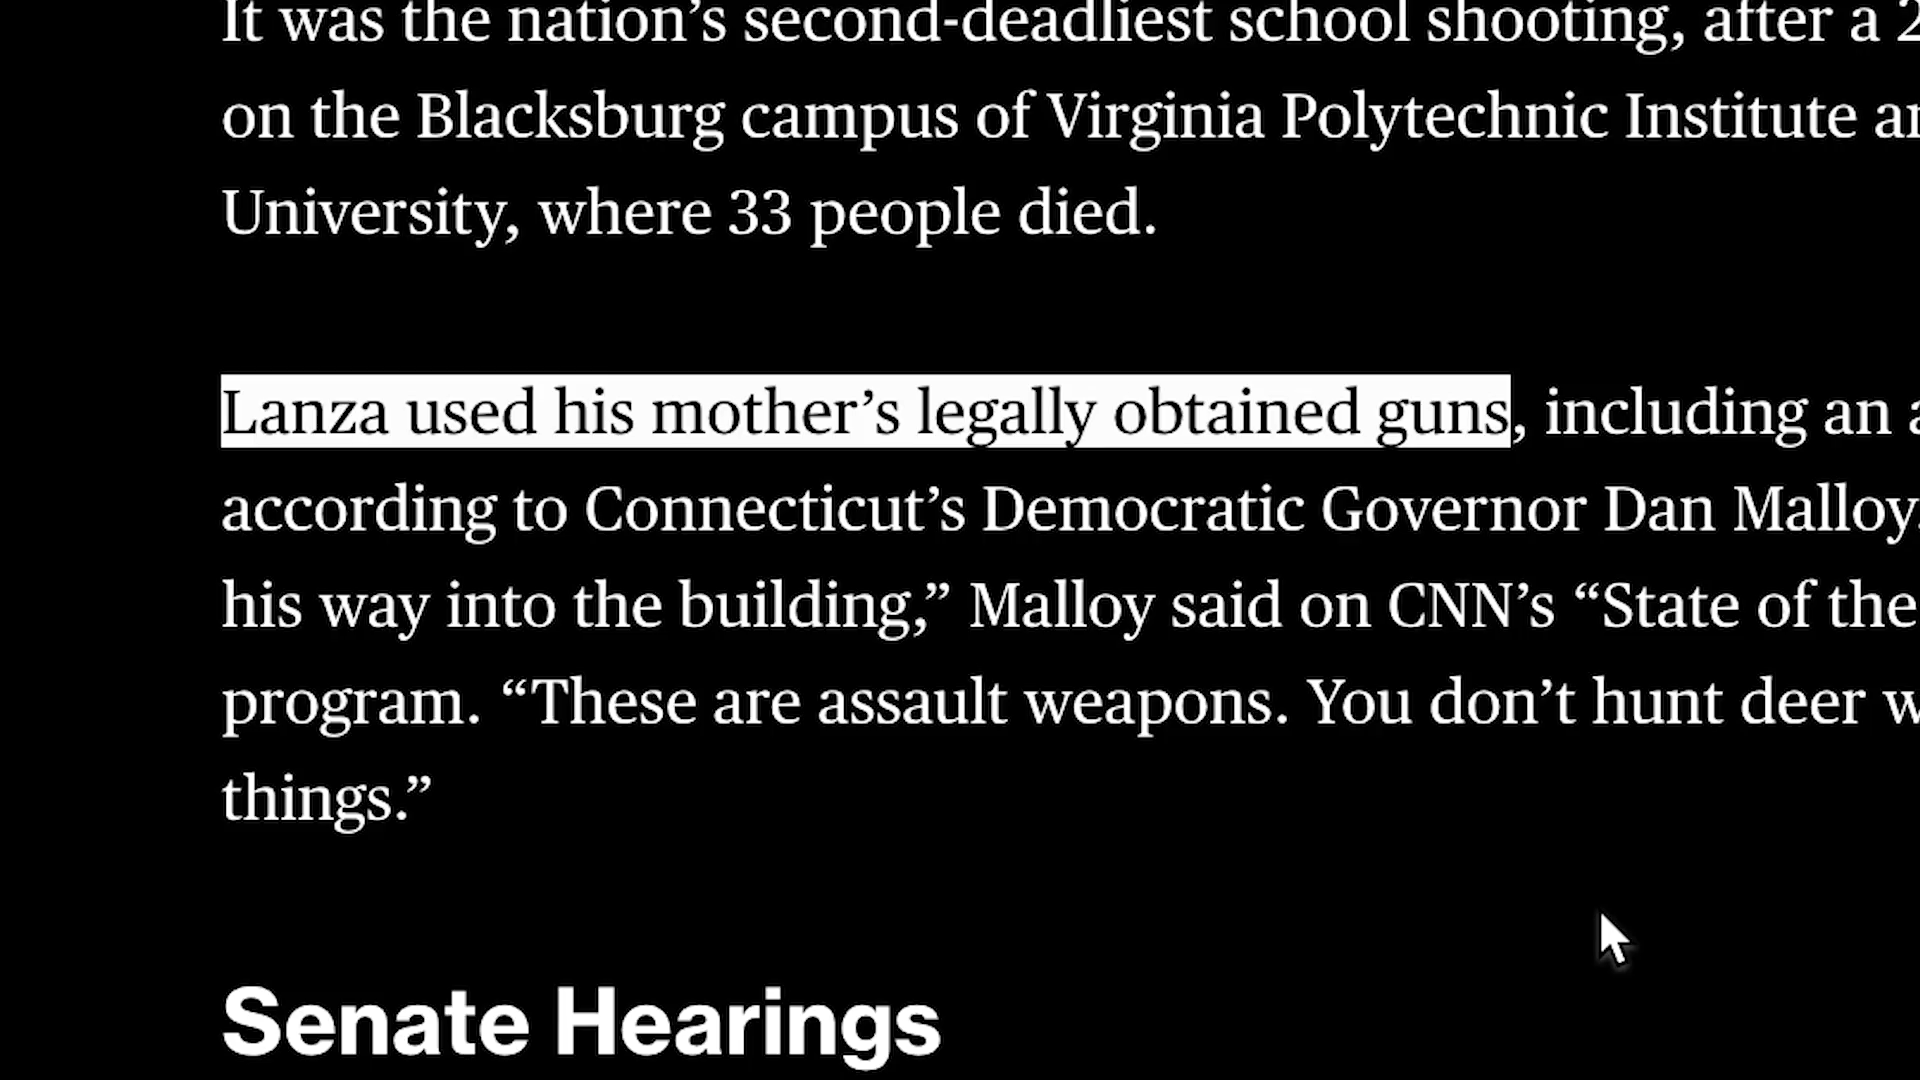 It was the nation’s second-deadliest school shooting, after a 2
on the Blacksburg campus of Virginia Polytechnic Institute
University, where 33 people died.
Lanza used his mother’s legally obtained guns, including an
according to Connecticut’s Democratic Governor Dan Malloy.
his way into the building,” Malloy said on CNN’s “State of the
program. “These are assault weapons. You don’t hunt deer
things.”
Senate Hearings